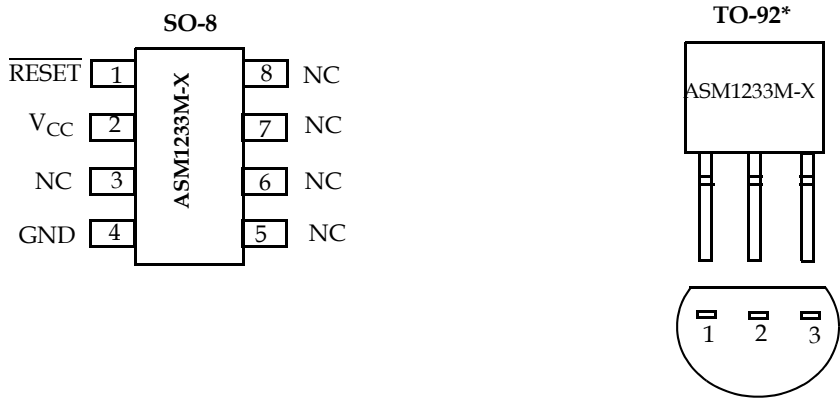 SO-8
RESET 1 8 NC
VCC 2 7 NC
NC 3 6 NC
GND 4 5 NC
ASM1233M-X
TO-92*
ASM1233M-X
1 2 3